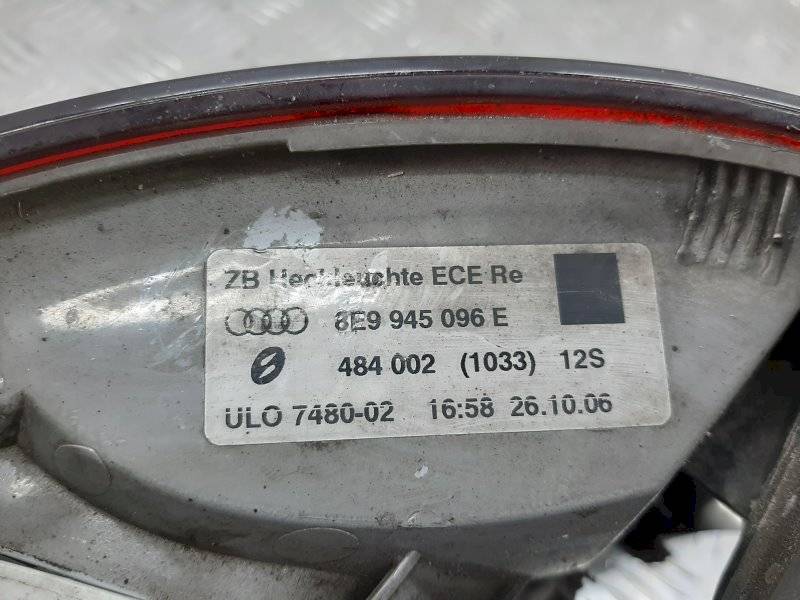 ZB Heckleuchte ECE Re
8E9 945 096 E
8 484 002 (1033) 12S
ULO 7480-02 16:58 26.10.06